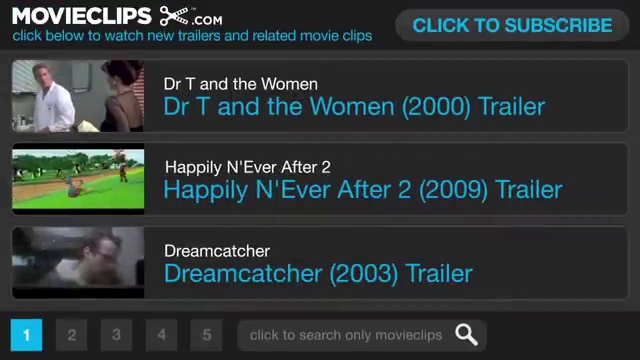 MOVIECLIPS .COM
click below to watch new trailers and related movie clips
CLICK TO SUBSCRIBE
Dr T and the Women
Dr T and the Women (2000) Trailer
Happily N'Ever After 2
Happily N'Ever After 2 (2009) Trailer
Dreamcatcher
Dreamcatcher (2003) Trailer
1 2 3 4 5 click to search only movieclips